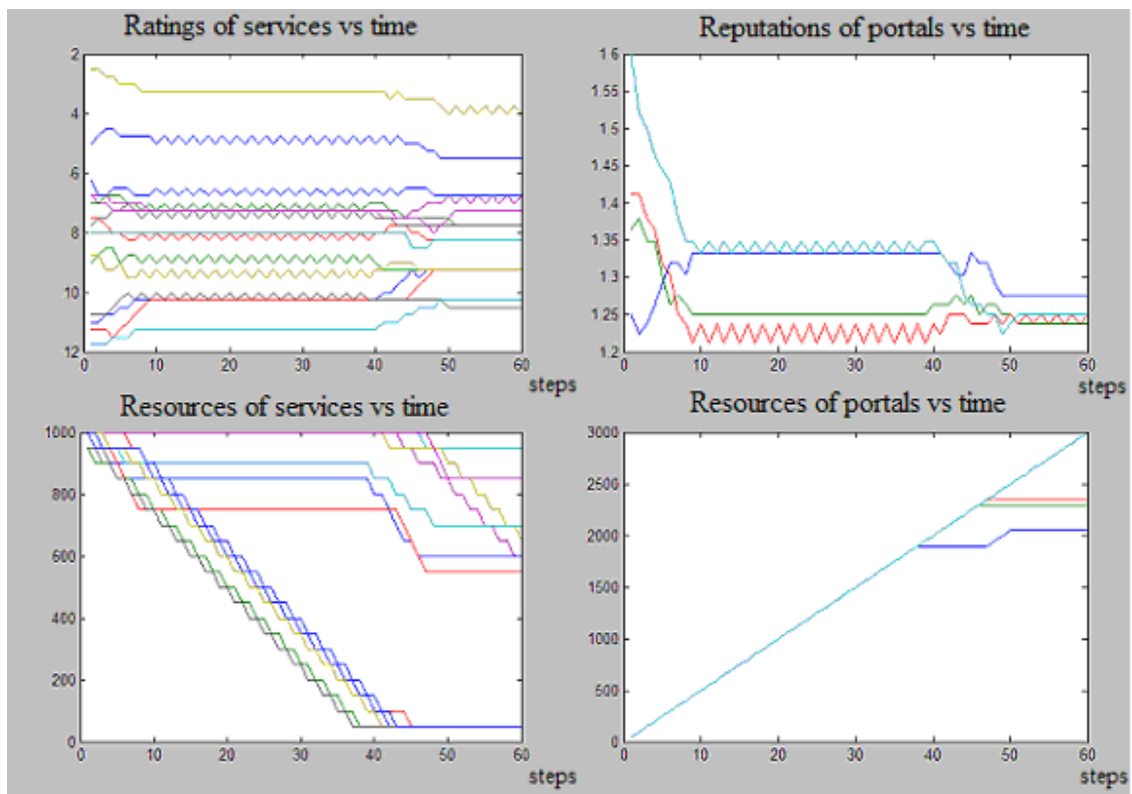 Ratings of services vs time
2
4
6
8
10
12
0 10 20 30 40 50 60
steps
Reputations of portals vs time
1.6
1.55
1.5
1.45
1.4
1.35
1.3
1.25
1.2
0 10 20 30 40 50 60
steps
Resources of services vs time
1000
800
600
400
200
0
0 10 20 30 40 50 60
steps
Resources of portals vs time
3000
2500
2000
1500
1000
500
0
0 10 20 30 40 50 60
steps